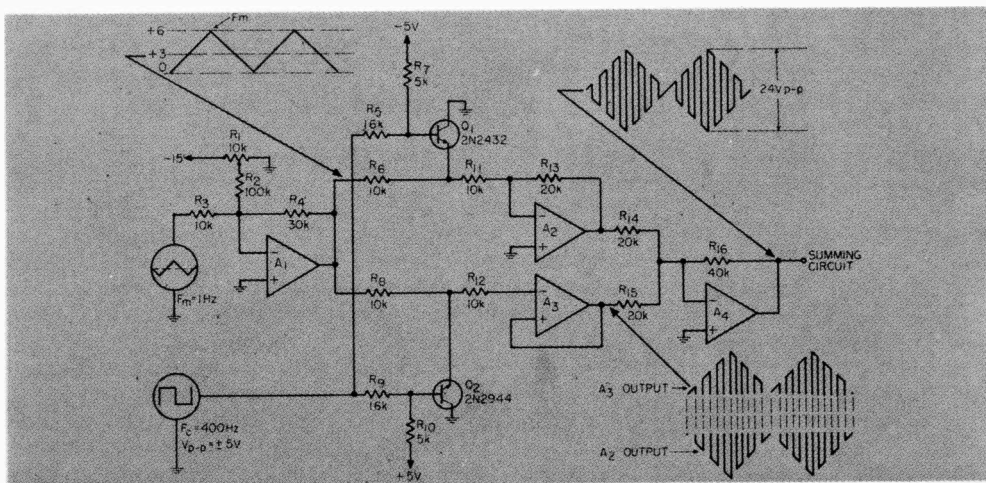 Fm
+6
+3
0
-5V
R7
5k
24V p-p
R5
16k
Q1
2N2432
R1
10k
-15
R2
100k
R6
10k
R11
10k
R13
20k
R3
10k
R4
30k
A2
R14
20k
R16
40k
A1
SUMMING
CIRCUIT
Fm=1Hz
R8
10k
R12
10k
A3
R15
20k
A4
R9
16k
Q2
2N2944
A3 OUTPUT
Fc=400Hz
Vp-p=±5V
R10
5k
+5V
A2 OUTPUT